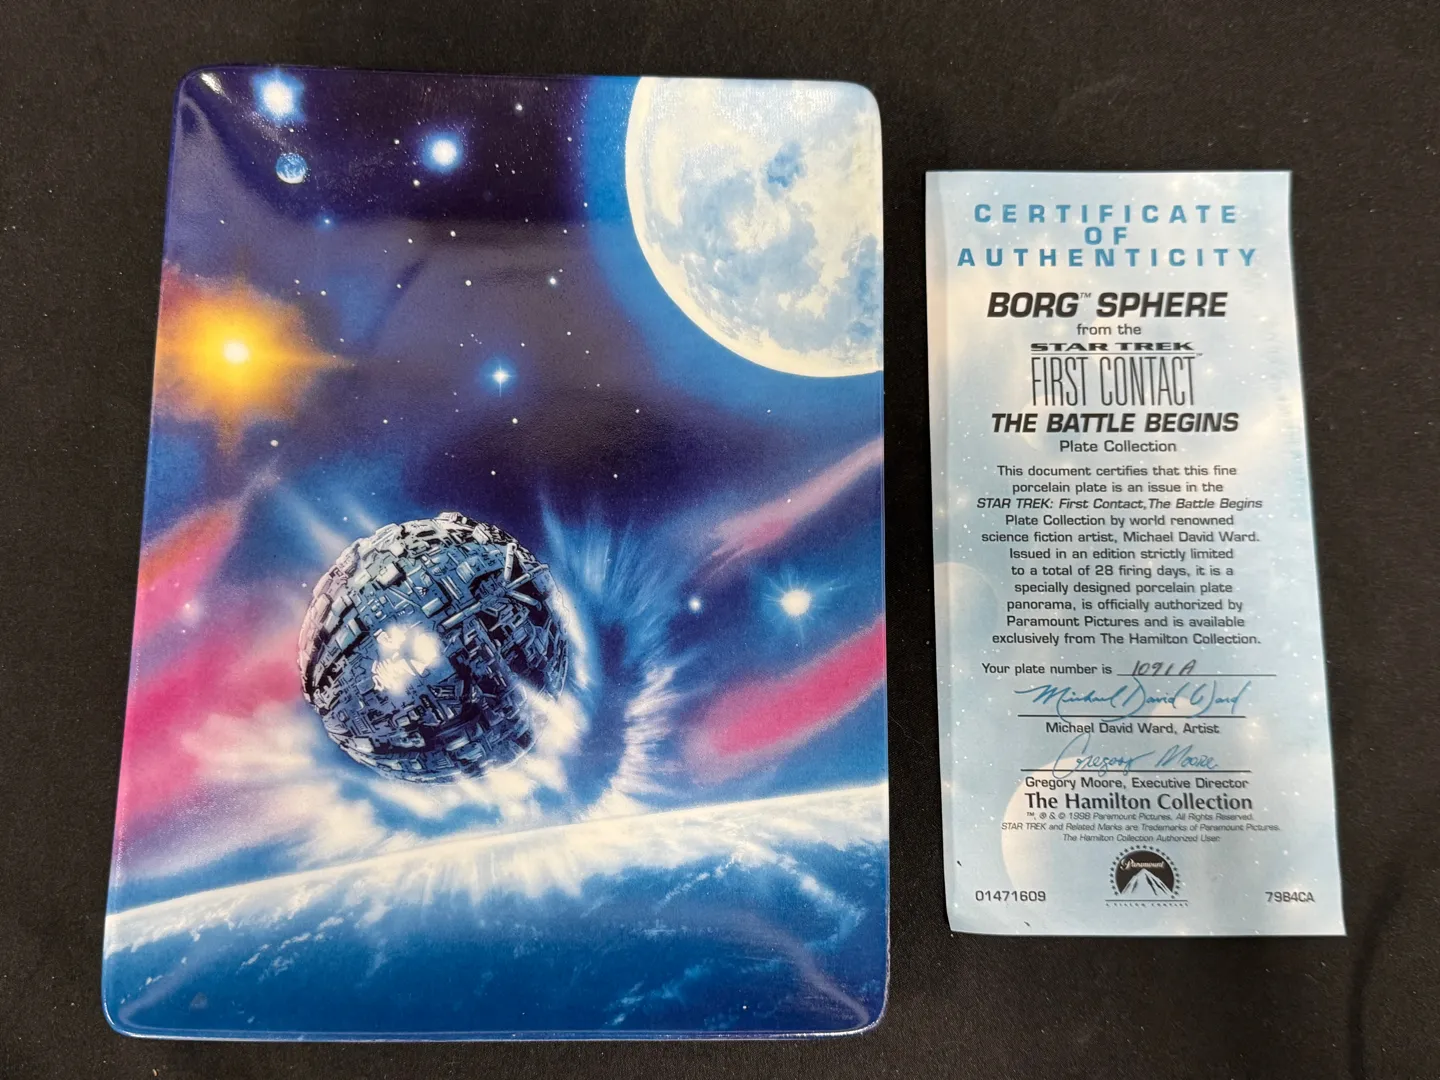 CERTIFICATE
OF
AUTHENTICITY
BORG™ SPHERE
from the
STAR TREK
FIRST CONTACT™
THE BATTLE BEGINS
Plate Collection
This document certifies that this fine
porcelain plate is an issue in the
STAR TREK: First Contact, The Battle Begins
Plate Collection by world renowned
science fiction artist, Michael David Ward.
Issued in an edition strictly limited
to a total of 28 firing days, it is a
specially designed porcelain plate
panorama, is officially authorized by
Paramount Pictures and is available
exclusively from The Hamilton Collection.
Your plate number is 1091A
Michael David Ward
Michael David Ward, Artist
Gregory Moore
Gregory Moore, Executive Director
The Hamilton Collection
™, ® & © 1998 Paramount Pictures. All Rights Reserved.
STAR TREK and Related Marks are Trademarks of Paramount Pictures.
The Hamilton Collection Authorized User.
Paramount
A VIACOM COMPANY
01471609 79B4CA